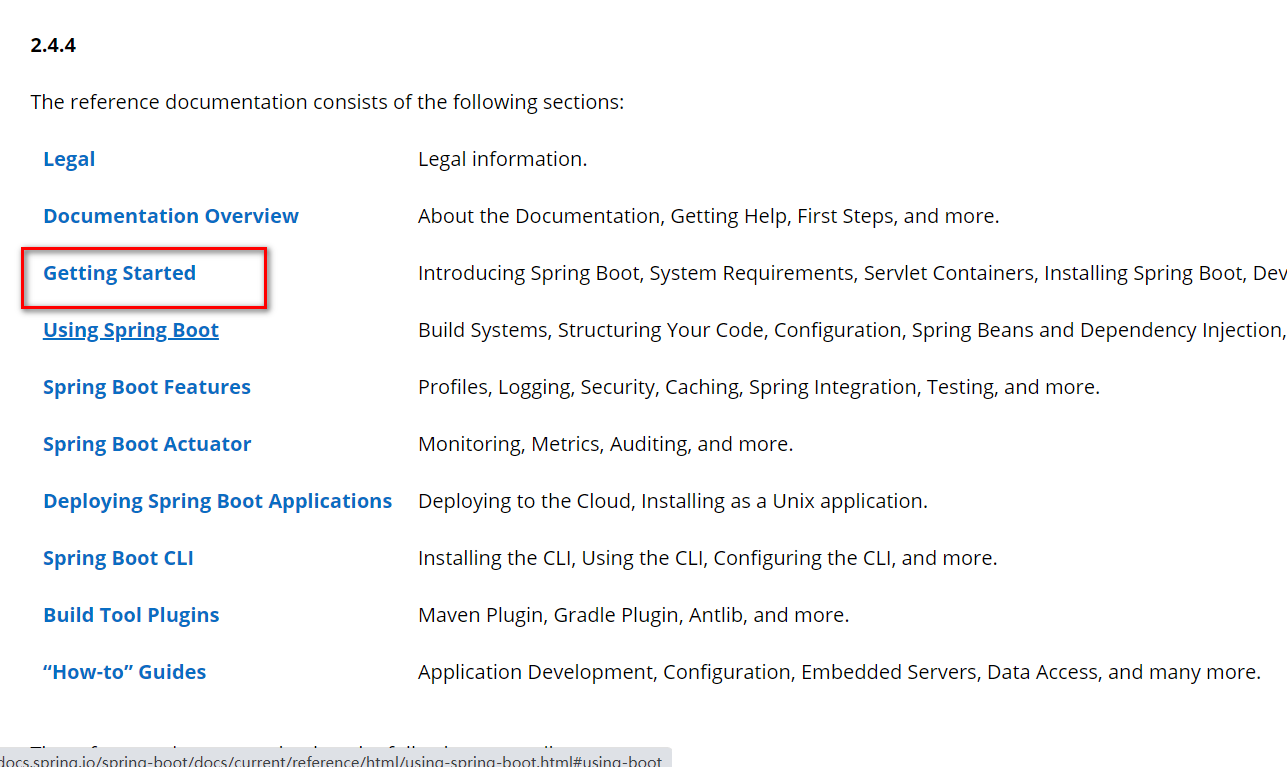 2.4.4
The reference documentation consists of the following sections:
Legal Legal information.
Documentation Overview About the Documentation, Getting Help, First Steps, and more.
Getting Started Introducing Spring Boot, System Requirements, Servlet Containers, Installing Spring Boot, Dev
Using Spring Boot Build Systems, Structuring Your Code, Configuration, Spring Beans and Dependency Injection,
Spring Boot Features Profiles, Logging, Security, Caching, Spring Integration, Testing, and more.
Spring Boot Actuator Monitoring, Metrics, Auditing, and more.
Deploying Spring Boot Applications Deploying to the Cloud, Installing as a Unix application.
Spring Boot CLI Installing the CLI, Using the CLI, Configuring the CLI, and more.
Build Tool Plugins Maven Plugin, Gradle Plugin, Antlib, and more.
“How-to” Guides Application Development, Configuration, Embedded Servers, Data Access, and many more.
docs.spring.io/spring-boot/docs/current/reference/html/using-spring-boot.html#using-boot